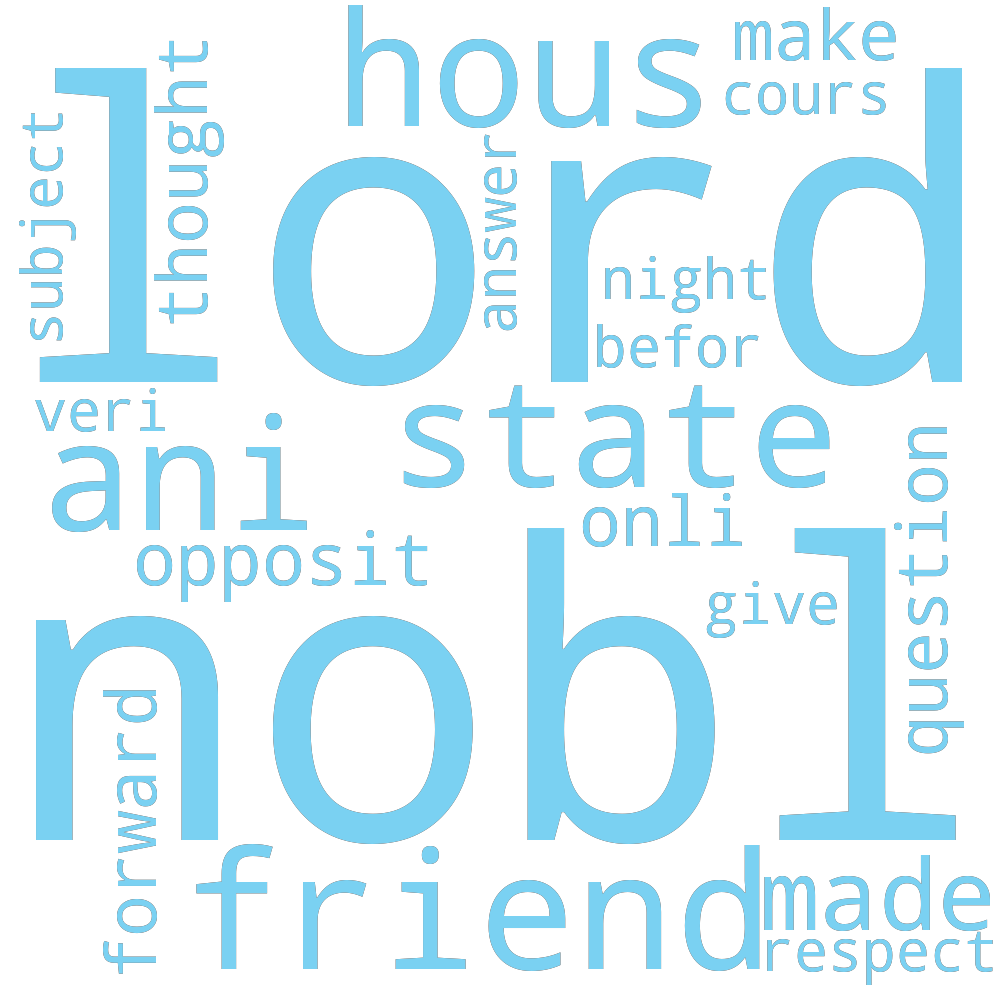 hous
make
cours
lord
subject
thought
answer
night
befor
veri
ani
state
onli
opposit
question
nobl
give
forward
friend
made
respect